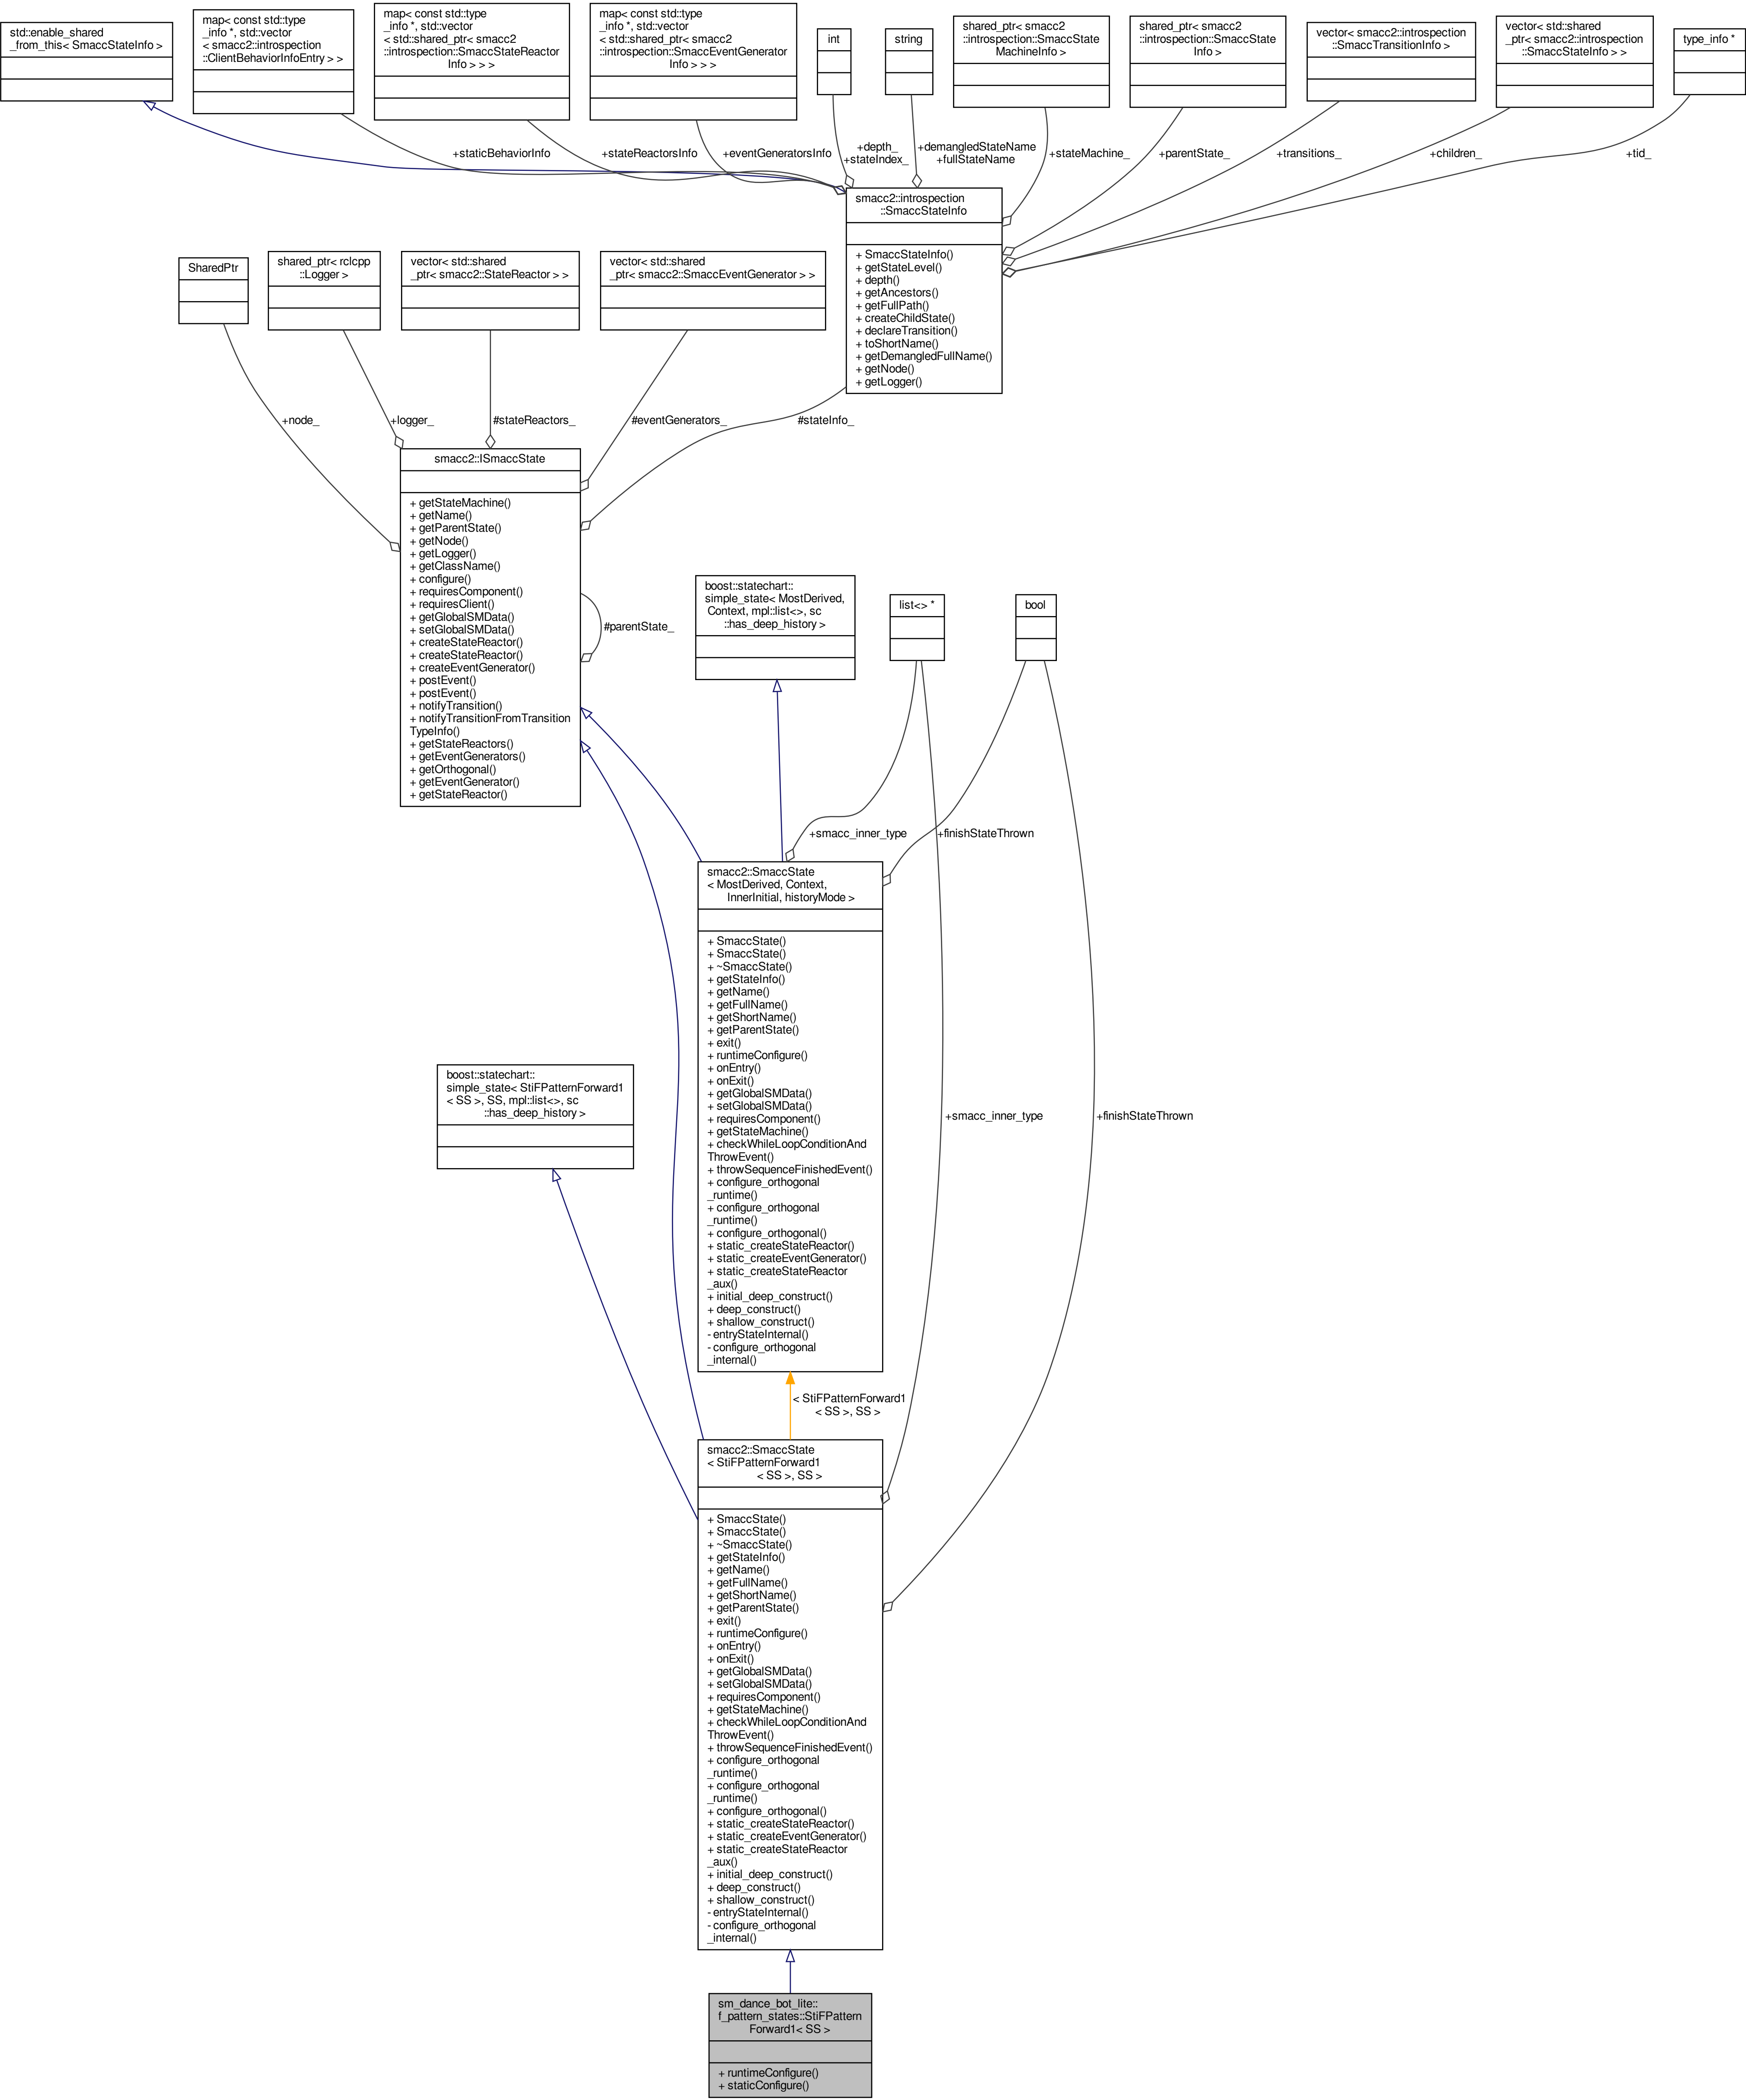 std::enable_shared
_from_this< SmaccStateInfo >
map< const std::type
_info *, std::vector
< smacc2::introspection
::ClientBehaviorInfoEntry > >
map< const std::type
_info *, std::vector
< std::shared_ptr< smacc2
::introspection::SmaccStateReactor
Info > > >
map< const std::type
_info *, std::vector
< std::shared_ptr< smacc2
::introspection::SmaccEventGenerator
Info > > >
int
string
shared_ptr< smacc2
::introspection::SmaccState
MachineInfo >
shared_ptr< smacc2
::introspection::SmaccState
Info >
vector< smacc2::introspection
::SmaccTransitionInfo >
vector< std::shared
_ptr< smacc2::introspection
::SmaccStateInfo > >
type_info *
+staticBehaviorInfo
+stateReactorsInfo
+eventGeneratorsInfo
+depth_
+stateIndex_
+demangledStateName
+fullStateName
+stateMachine_
+parentState_
+transitions_
+children_
+tid_
smacc2::introspection
::SmaccStateInfo
+ SmaccStateInfo()
+ getStateLevel()
+ depth()
+ getAncestors()
+ getFullPath()
+ createChildState()
+ declareTransition()
+ toShortName()
+ getDemangledFullName()
+ getNode()
+ getLogger()
SharedPtr
shared_ptr< rclcpp
::Logger >
vector< std::shared
_ptr< smacc2::StateReactor > >
vector< std::shared
_ptr< smacc2::SmaccEventGenerator > >
+node_
+logger_
#stateReactors_
#eventGenerators_
#stateInfo_
smacc2::ISmaccState
+ getStateMachine()
+ getName()
+ getParentState()
+ getNode()
+ getLogger()
+ getClassName()
+ configure()
+ requiresComponent()
+ requiresClient()
+ getGlobalSMData()
+ setGlobalSMData()
+ createStateReactor()
+ createStateReactor()
+ createEventGenerator()
+ postEvent()
+ postEvent()
+ notifyTransition()
+ notifyTransitionFromTransition
TypeInfo()
+ getStateReactors()
+ getEventGenerators()
+ getOrthogonal()
+ getEventGenerator()
+ getStateReactor()
#parentState_
boost::statechart::
simple_state< MostDerived,
Context, mpl::list<>, sc
::has_deep_history >
list<> *
bool
+smacc_inner_type
+finishStateThrown
smacc2::SmaccState
< MostDerived, Context,
InnerInitial, historyMode >
+ SmaccState()
+ SmaccState()
+ ~SmaccState()
+ getStateInfo()
+ getName()
+ getFullName()
+ getShortName()
+ getParentState()
+ exit()
+ runtimeConfigure()
+ onEntry()
+ onExit()
+ getGlobalSMData()
+ setGlobalSMData()
+ requiresComponent()
+ getStateMachine()
+ checkWhileLoopConditionAnd
ThrowEvent()
+ throwSequenceFinishedEvent()
+ configure_orthogonal
_runtime()
+ configure_orthogonal
_runtime()
+ configure_orthogonal()
+ static_createStateReactor()
+ static_createEventGenerator()
+ static_createStateReactor
_aux()
+ initial_deep_construct()
+ deep_construct()
+ shallow_construct()
- entryStateInternal()
- configure_orthogonal
_internal()
boost::statechart::
simple_state< StiFPatternForward1
< SS >, SS, mpl::list<>, sc
::has_deep_history >
+smacc_inner_type
+finishStateThrown
< StiFPatternForward1
< SS >, SS >
smacc2::SmaccState
< StiFPatternForward1
< SS >, SS >
+ SmaccState()
+ SmaccState()
+ ~SmaccState()
+ getStateInfo()
+ getName()
+ getFullName()
+ getShortName()
+ getParentState()
+ exit()
+ runtimeConfigure()
+ onEntry()
+ onExit()
+ getGlobalSMData()
+ setGlobalSMData()
+ requiresComponent()
+ getStateMachine()
+ checkWhileLoopConditionAnd
ThrowEvent()
+ throwSequenceFinishedEvent()
+ configure_orthogonal
_runtime()
+ configure_orthogonal
_runtime()
+ configure_orthogonal()
+ static_createStateReactor()
+ static_createEventGenerator()
+ static_createStateReactor
_aux()
+ initial_deep_construct()
+ deep_construct()
+ shallow_construct()
- entryStateInternal()
- configure_orthogonal
_internal()
sm_dance_bot_lite::
f_pattern_states::StiFPattern
Forward1< SS >
+ runtimeConfigure()
+ staticConfigure()